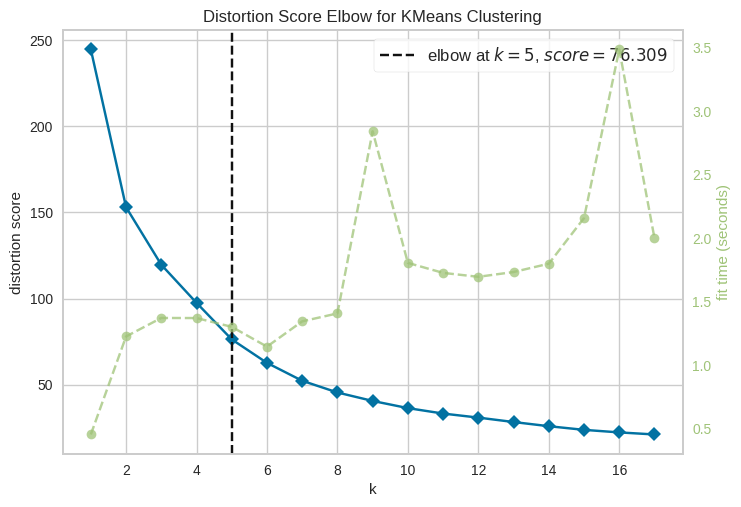 Distortion Score Elbow for KMeans Clustering
elbow at k = 5, score = 76.309
250
200
150
100
50
distortion score
3.5
3.0
2.5
2.0
1.5
1.0
0.5
fit time (seconds)
2 4 6 8 10 12 14 16
k